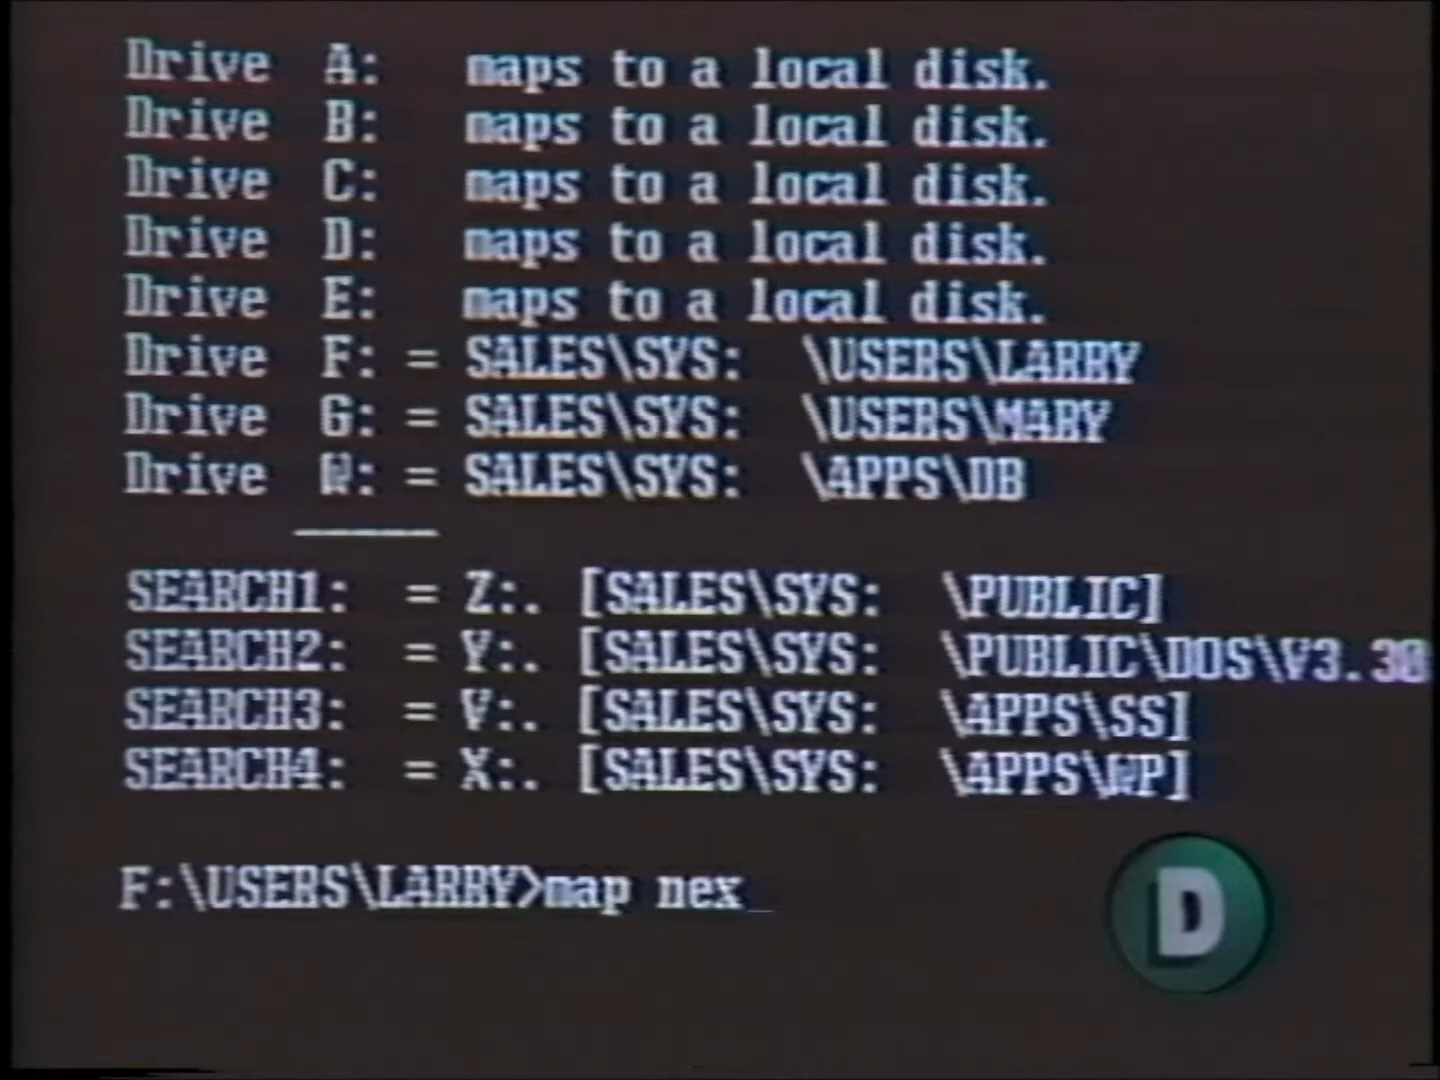 Drive A: maps to a local disk.
Drive B: maps to a local disk.
Drive C: maps to a local disk.
Drive D: maps to a local disk.
Drive E: maps to a local disk.
Drive F: = SALES\SYS: \USERS\LARRY
Drive G: = SALES\SYS: \USERS\MARY
Drive W: = SALES\SYS: \APPS\DB
-----
SEARCH1: = Z:. [SALES\SYS: \PUBLIC]
SEARCH2: = Y:. [SALES\SYS: \PUBLIC\DOS\V3.30
SEARCH3: = V:. [SALES\SYS: \APPS\SS]
SEARCH4: = X:. [SALES\SYS: \APPS\WP]
F:\USERS\LARRY>map nex_
D